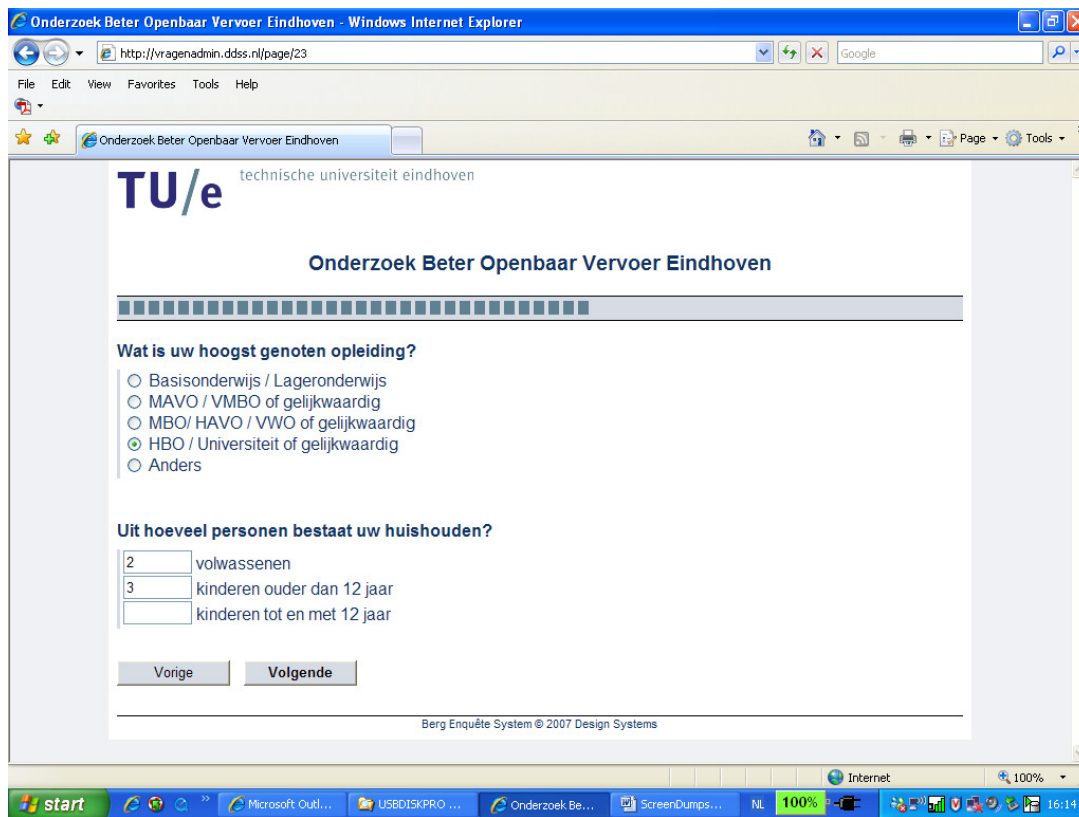 Onderzoek Beter Openbaar Vervoer Eindhoven - Windows Internet Explorer
http://vragenadmin.ddss.nl/page/23
Google
File Edit View Favorites Tools Help
Onderzoek Beter Openbaar Vervoer Eindhoven
Page Tools
TU/e technische universiteit eindhoven
Onderzoek Beter Openbaar Vervoer Eindhoven
Wat is uw hoogst genoten opleiding?
Basisonderwijs / Lageronderwijs
MAVO / VMBO of gelijkwaardig
MBO/ HAVO / VWO of gelijkwaardig
HBO / Universiteit of gelijkwaardig
Anders
Uit hoeveel personen bestaat uw huishouden?
2 volwassenen
3 kinderen ouder dan 12 jaar
kinderen tot en met 12 jaar
Vorige Volgende
Berg Enquête System © 2007 Design Systems
Internet 100%
start Microsoft Outl... USBDISKPRO ... Onderzoek Be... ScreenDumps... NL 100% 16:14